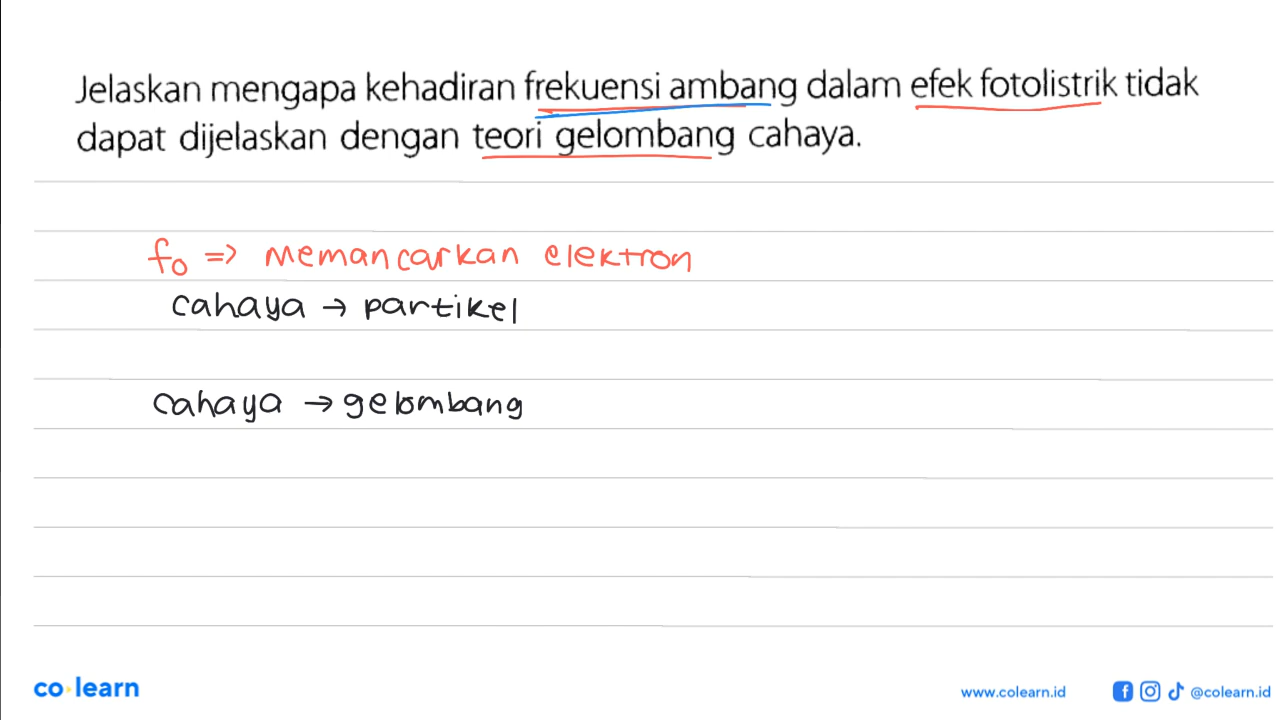 Jelaskan mengapa kehadiran frekuensi ambang dalam efek fotolistrik tidak
dapat dijelaskan dengan teori gelombang cahaya.
f₀ => memancarkan elektron
cahaya → partikel
cahaya → gelombang
co learn
www.colearn.id
@colearn.id